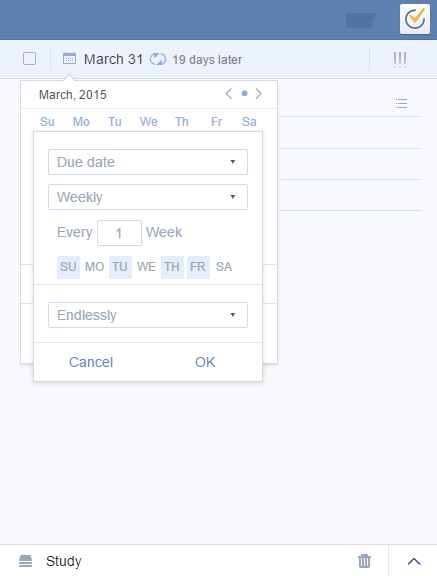 March 31 19 days later
March, 2015
Su Mo Tu We Th Fr Sa
Due date
Weekly
Every 1 Week
SU MO TU WE TH FR SA
Endlessly
Cancel OK
Study